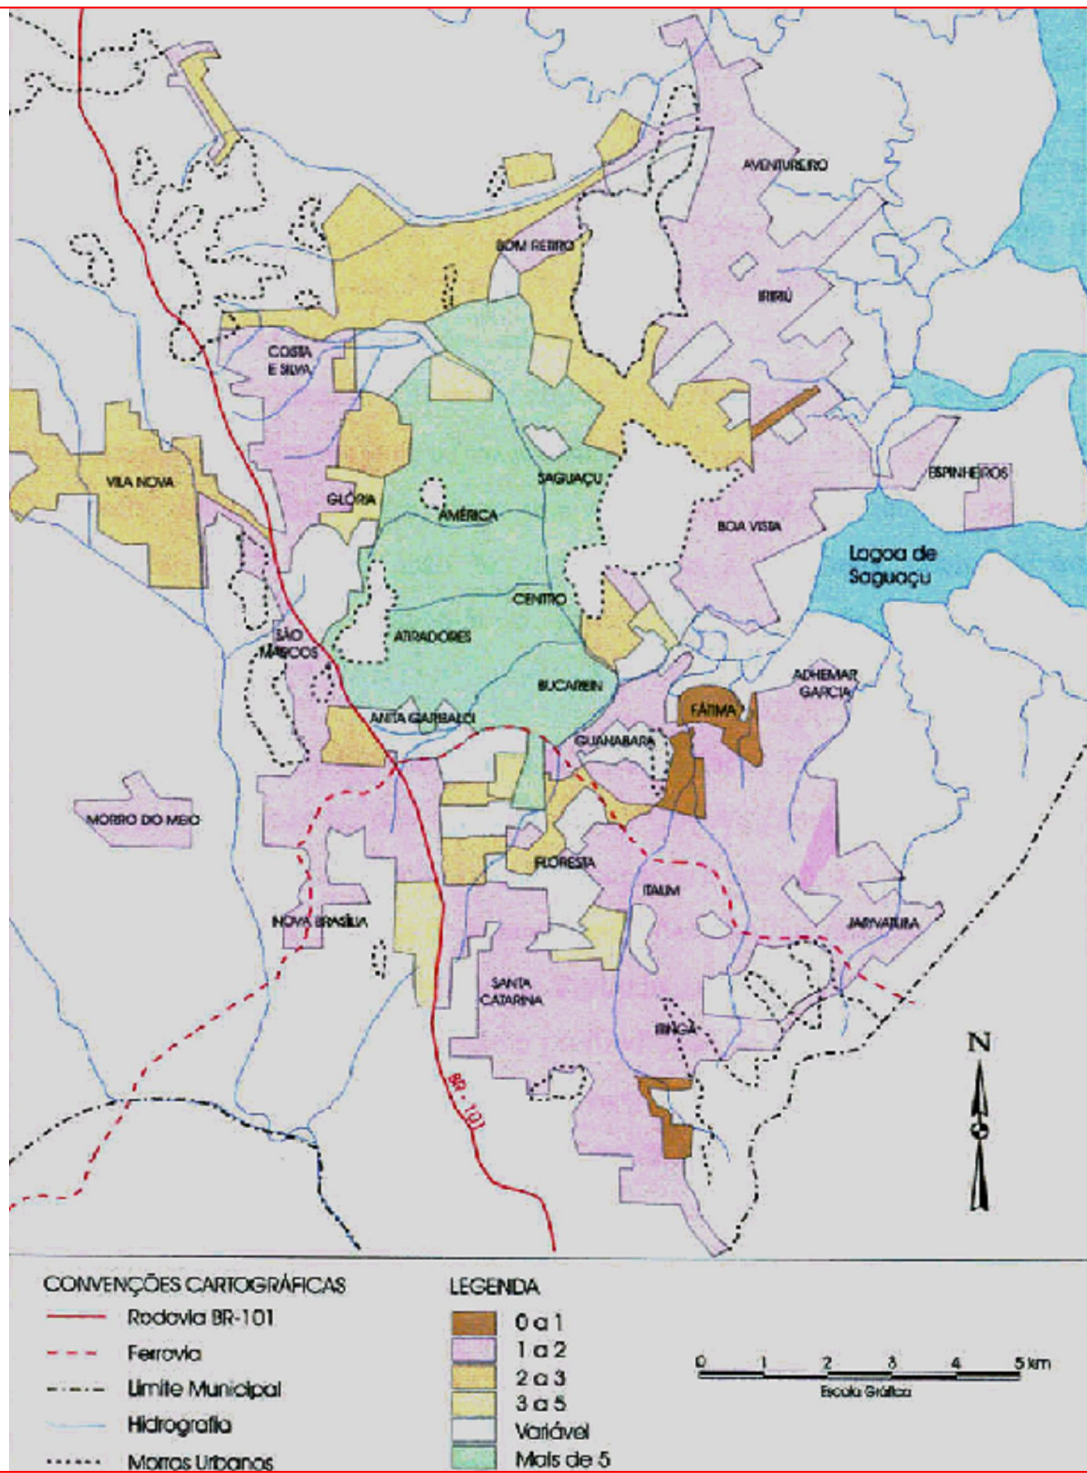 AVENTUREIRO
BOM RETIRO
IRIRIÚ
COSTA
E SILVA
VILA NOVA
GLÓRIA
SAGUAÇU
ESPINHEIROS
AMÉRICA
BOA VISTA
Lagoa de
Saguaçu
CENTRO
SÃO
MARCOS
ATIRADORES
ADHEMAR
GARCIA
BUCAREIN
FÁTIMA
ANITA GARIBALDI
GUANABARA
MORRO DO MEIO
FLORESTA
ITAUM
NOVA BRASÍLIA
JARIVATUBA
SANTA
CATARINA
ITINGA
N
BR - 101
CONVENÇÕES CARTOGRÁFICAS
Rodovia BR-101
Ferrovia
Limite Municipal
Hidrografia
Morros Urbanos
LEGENDA
0 a 1
1 a 2
2 a 3
3 a 5
Variável
Mais de 5
0 1 2 3 4 5 km
Escala Gráfica